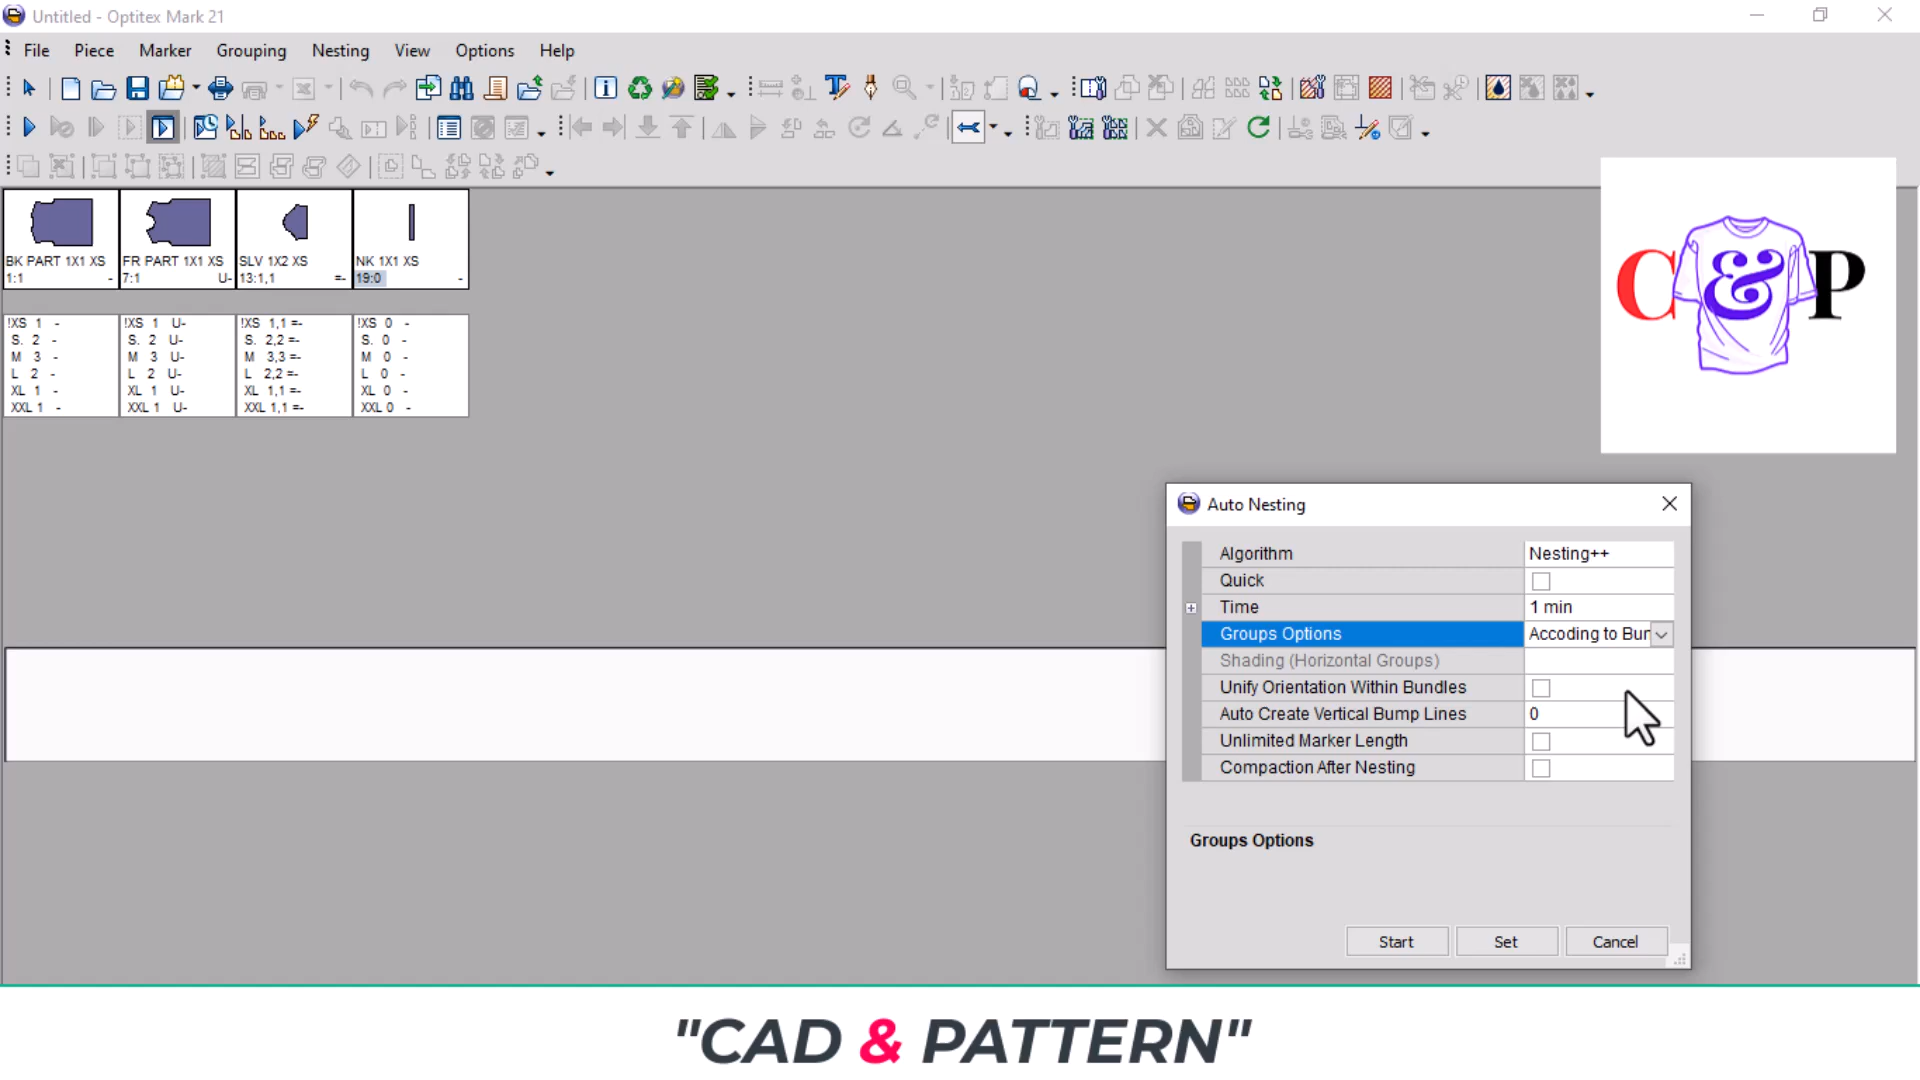 Untitled - Optitex Mark 21
File Piece Marker Grouping Nesting View Options Help
BK PART 1X1 XS
1:1 -
FR PART 1X1 XS
7:1 U-
SLV 1X2 XS
13:1,1 =-
NK 1X1 XS
19:0 -
!XS 1 -
S. 2 -
M 3 -
L 2 -
XL 1 -
XXL 1 -
!XS 1 U-
S. 2 U-
M 3 U-
L 2 U-
XL 1 U-
XXL 1 U-
!XS 1,1 =-
S. 2,2 =-
M 3,3 =-
L 2,2 =-
XL 1,1 =-
XXL 1,1 =-
!XS 0 -
S. 0 -
M 0 -
L 0 -
XL 0 -
XXL 0 -
C&P
Auto Nesting
Algorithm Nesting++
Quick
Time 1 min
Groups Options Accoding to Bun
Shading (Horizontal Groups)
Unify Orientation Within Bundles
Auto Create Vertical Bump Lines 0
Unlimited Marker Length
Compaction After Nesting
Groups Options
Start Set Cancel
"CAD & PATTERN"